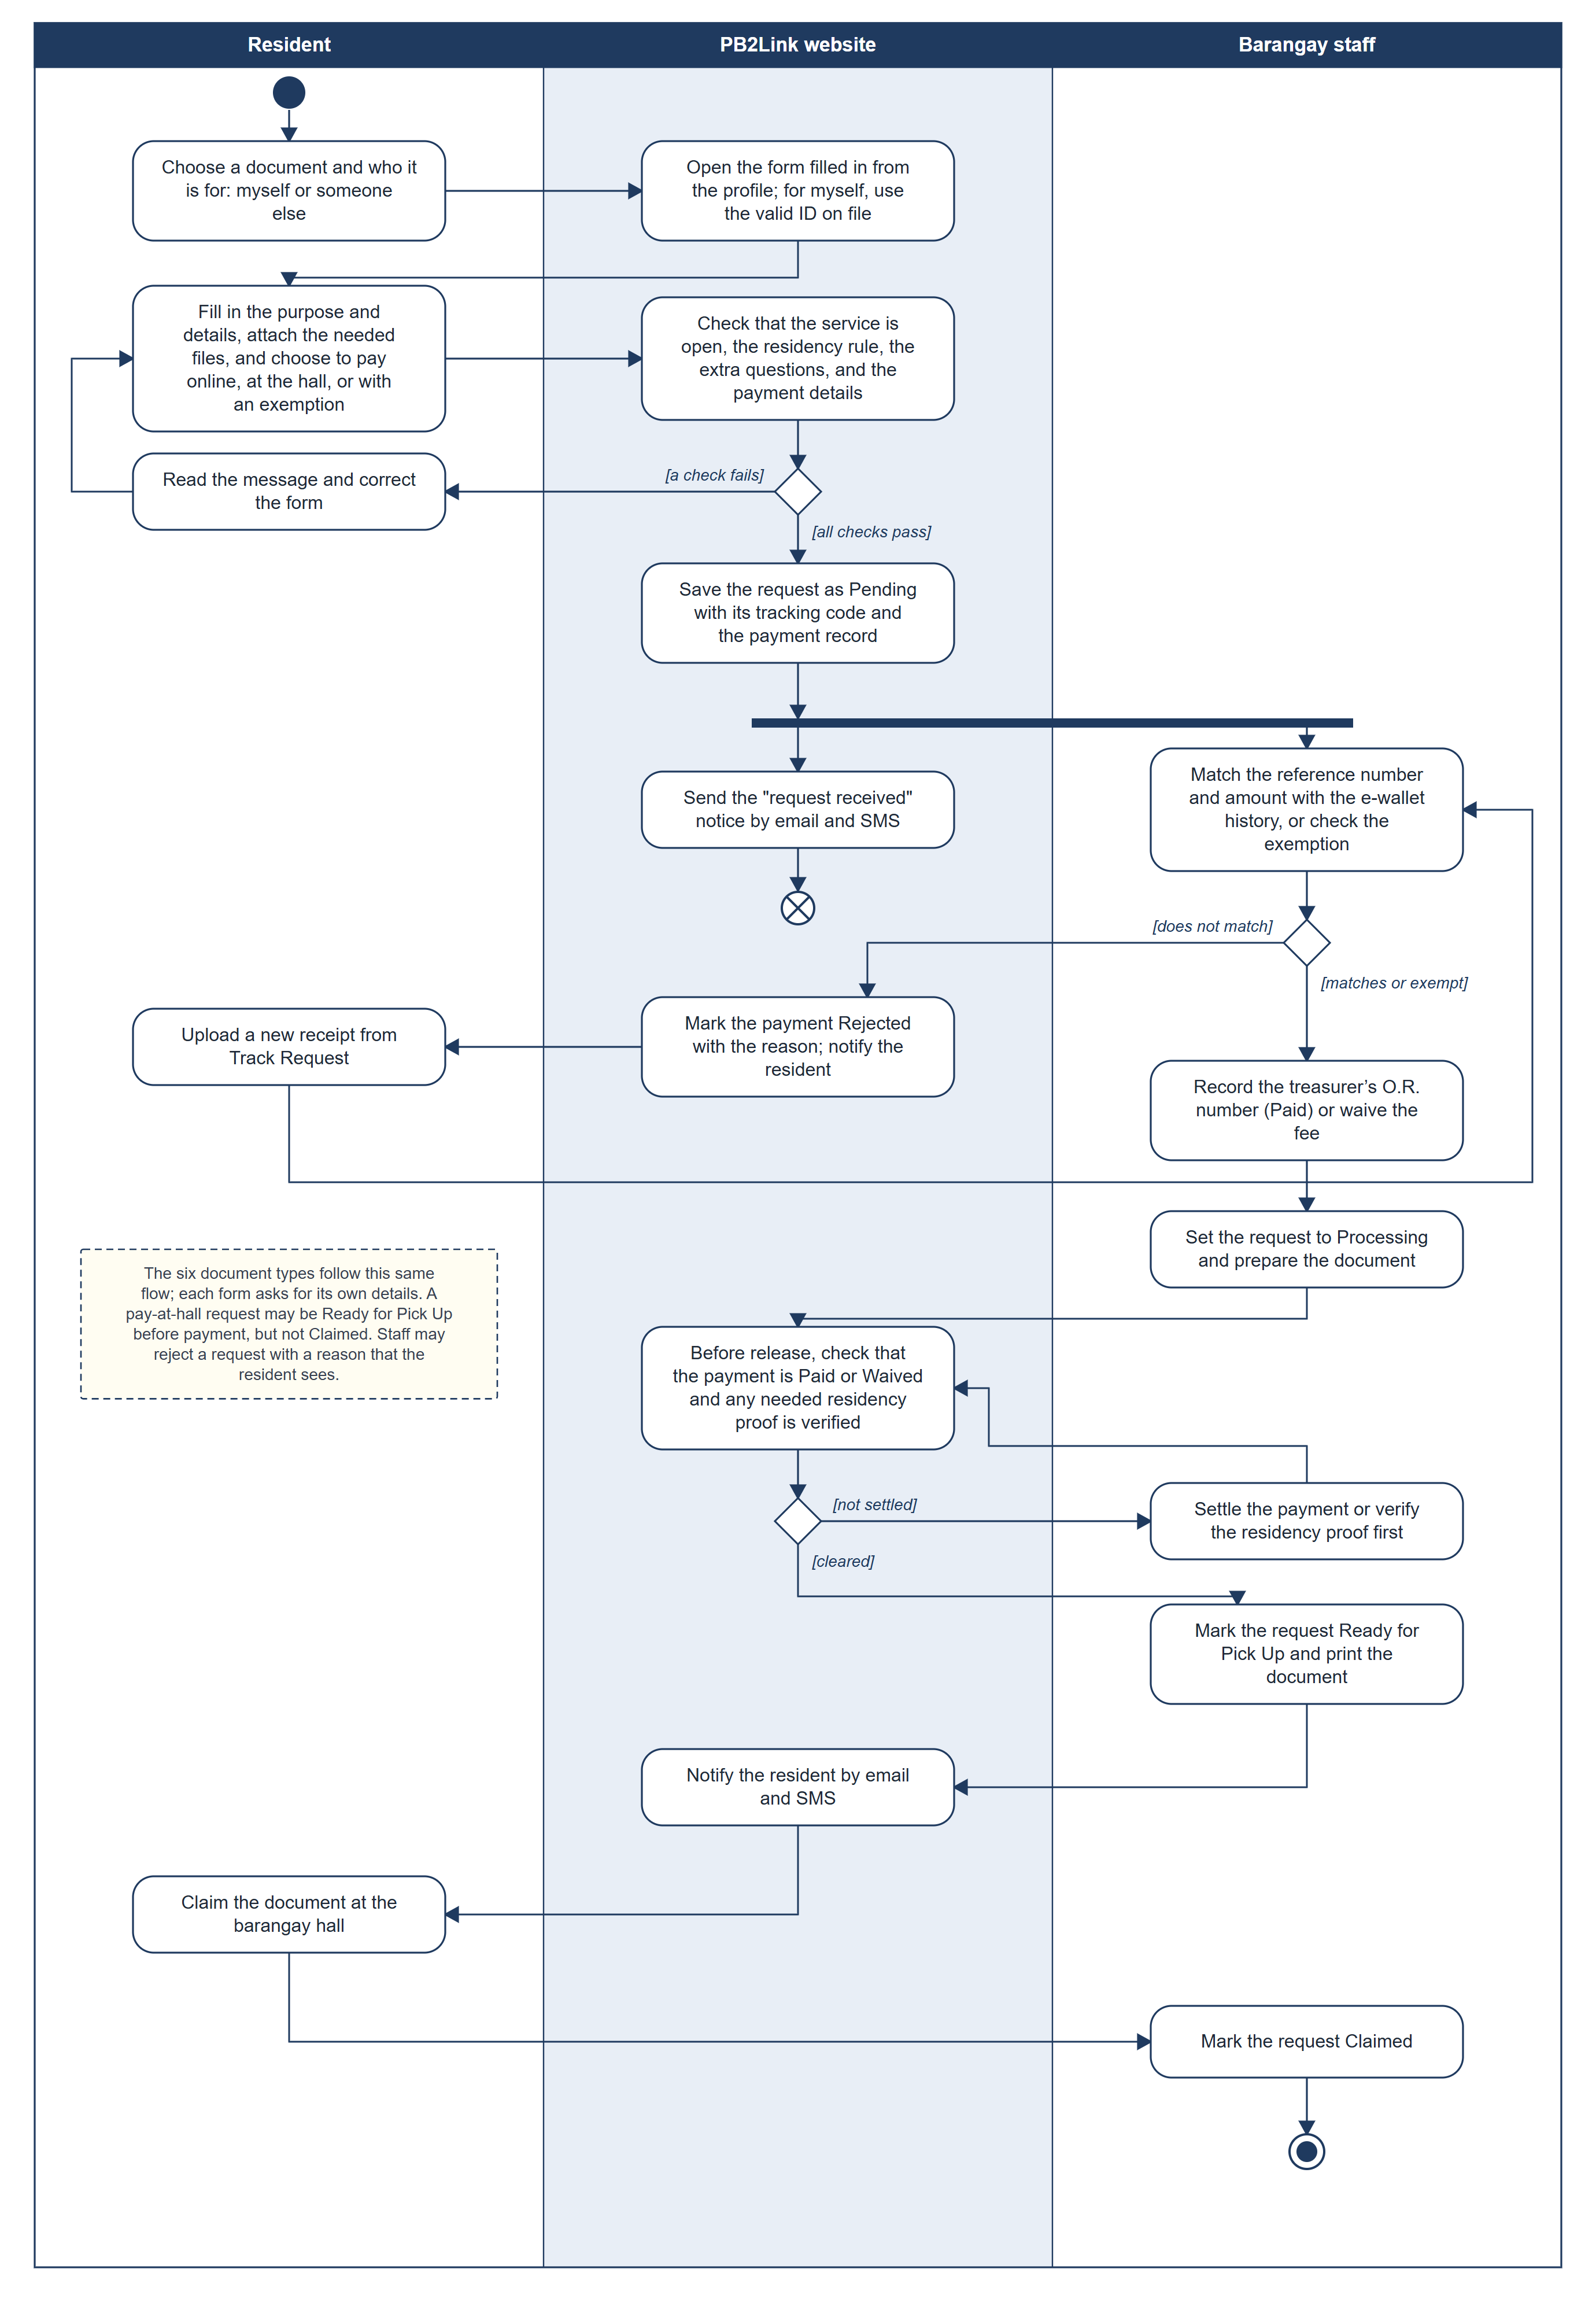 Resident
PB2Link website
Barangay staff
Choose a document and who it
is for: myself or someone
else
Open the form filled in from
the profile; for myself, use
the valid ID on file
Fill in the purpose and
details, attach the needed
files, and choose to pay
online, at the hall, or with
an exemption
Check that the service is
open, the residency rule, the
extra questions, and the
payment details
Read the message and correct
the form
[a check fails]
[all checks pass]
Save the request as Pending
with its tracking code and
the payment record
Send the "request received"
notice by email and SMS
Match the reference number
and amount with the e-wallet
history, or check the
exemption
[does not match]
[matches or exempt]
Upload a new receipt from
Track Request
Mark the payment Rejected
with the reason; notify the
resident
Record the treasurer’s O.R.
number (Paid) or waive the
fee
Set the request to Processing
and prepare the document
The six document types follow this same
flow; each form asks for its own details. A
pay-at-hall request may be Ready for Pick Up
before payment, but not Claimed. Staff may
reject a request with a reason that the
resident sees.
Before release, check that
the payment is Paid or Waived
and any needed residency
proof is verified
[not settled]
[cleared]
Settle the payment or verify
the residency proof first
Mark the request Ready for
Pick Up and print the
document
Notify the resident by email
and SMS
Claim the document at the
barangay hall
Mark the request Claimed